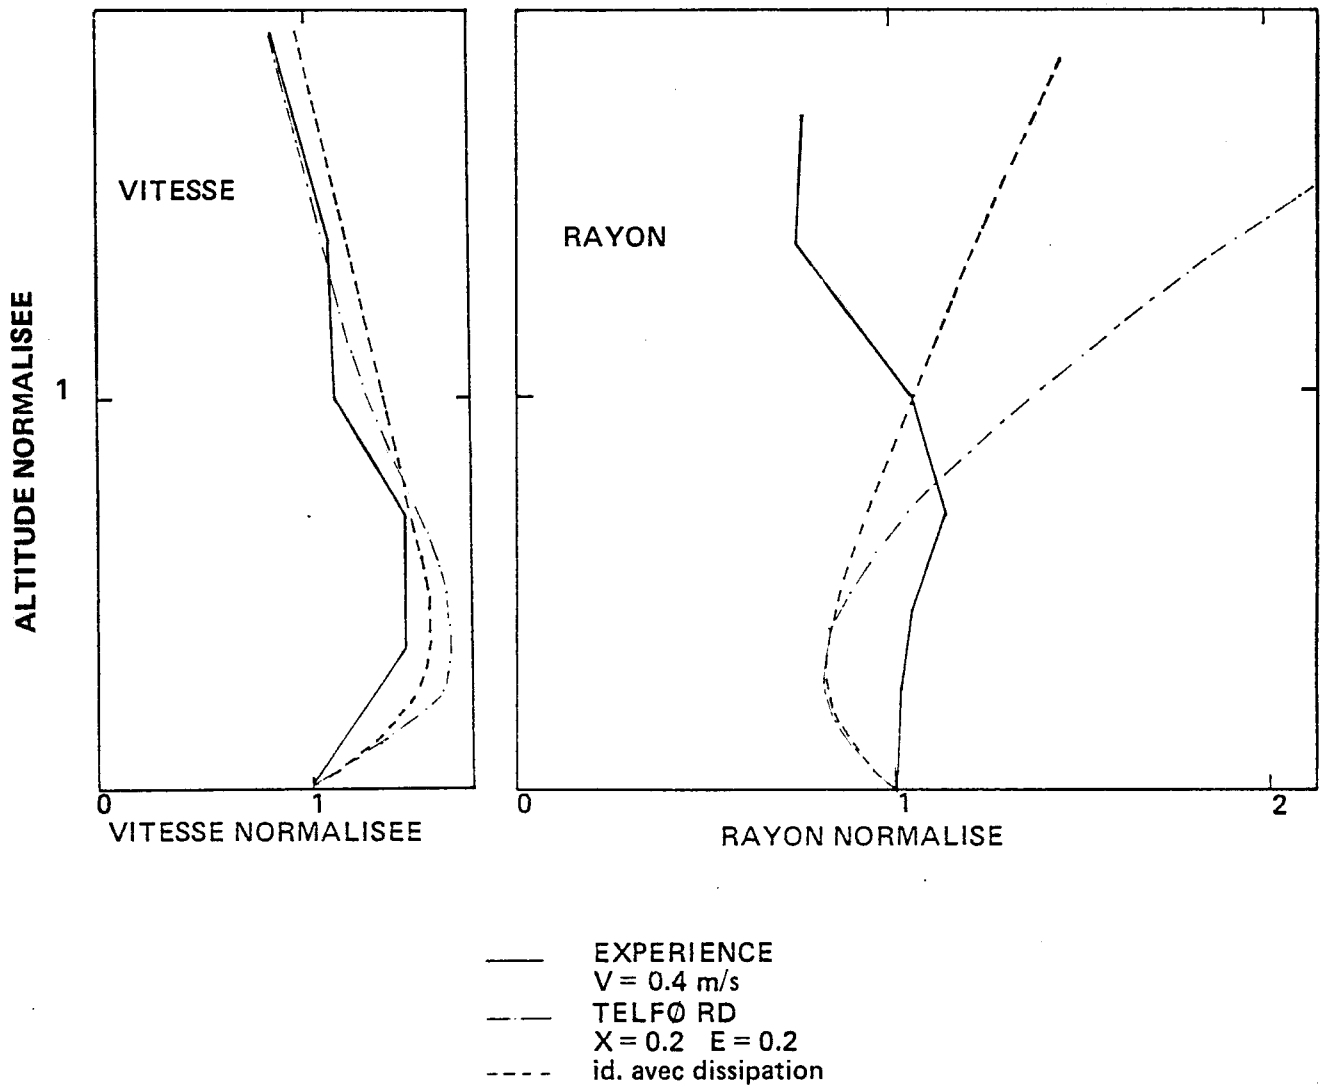 VITESSE
RAYON
ALTITUDE NORMALISEE
1
0 1
0 1 2
VITESSE NORMALISEE
RAYON NORMALISE
EXPERIENCE
V = 0.4 m/s
TELFØ RD
X = 0.2 E = 0.2
id. avec dissipation